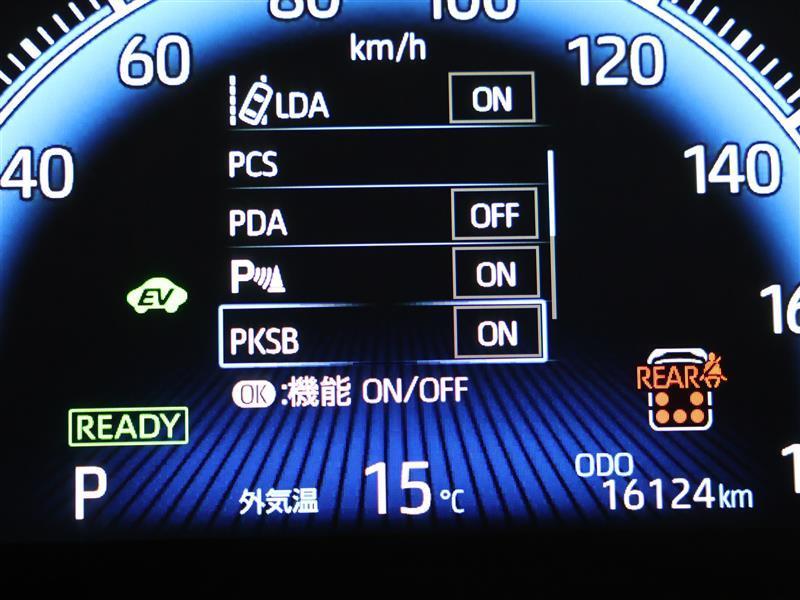 80 100
60 km/h 120
LDA ON
40 PCS 140
PDA OFF
P ON
EV
PKSB ON
REAR
OK:機能 ON/OFF
READY
P 外気温 15℃
ODO
16124km